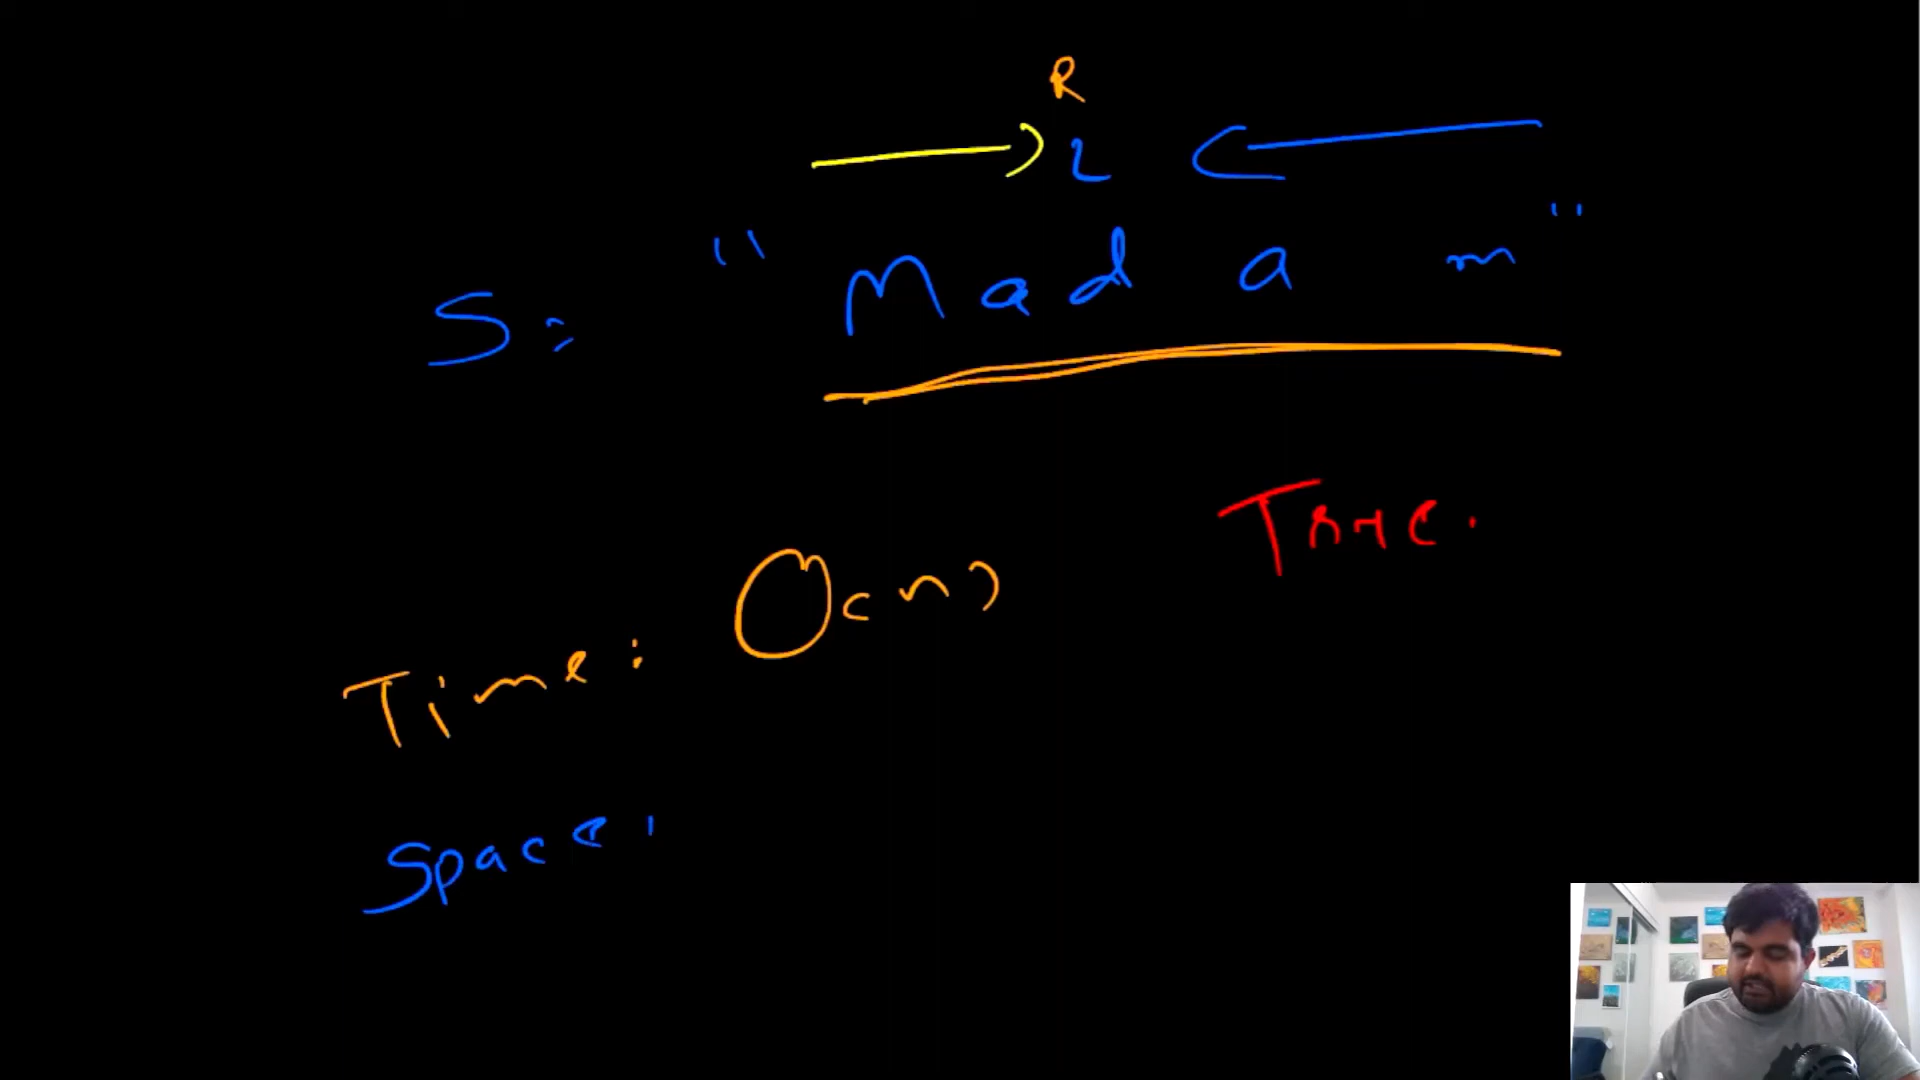 R
L
S: "Madam"
True.
Time: O(n)
Space: